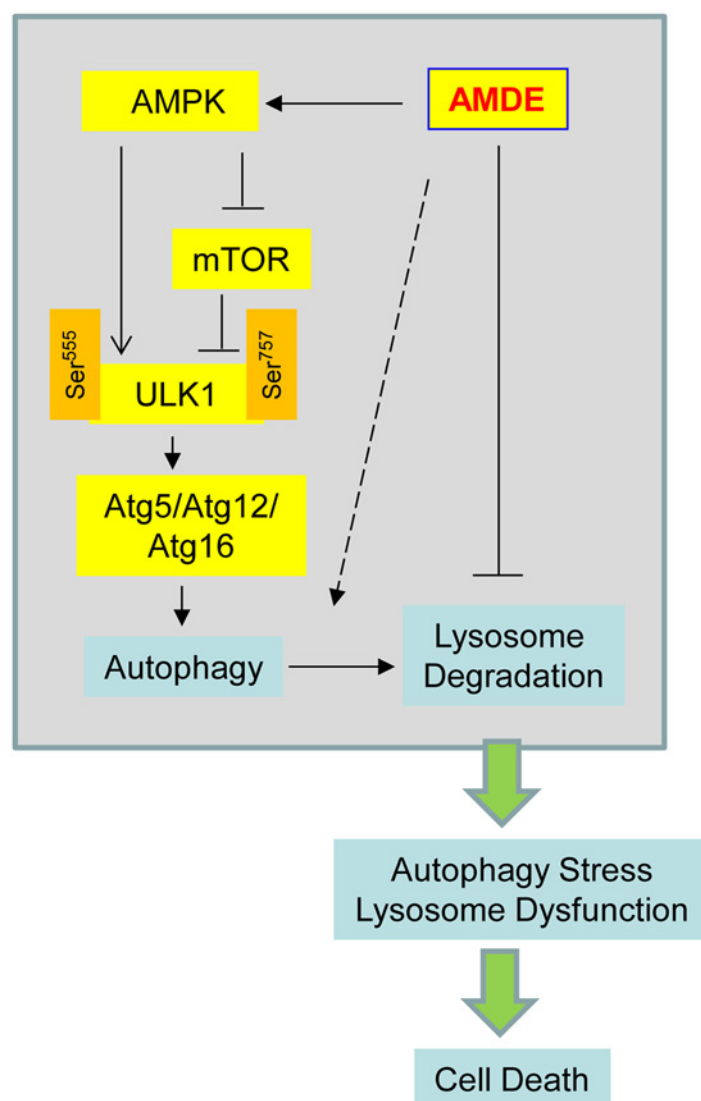 AMPK
AMDE
mTOR
Ser555
Ser757
ULK1
Atg5/Atg12/
Atg16
Autophagy
Lysosome
Degradation
Autophagy Stress
Lysosome Dysfunction
Cell Death